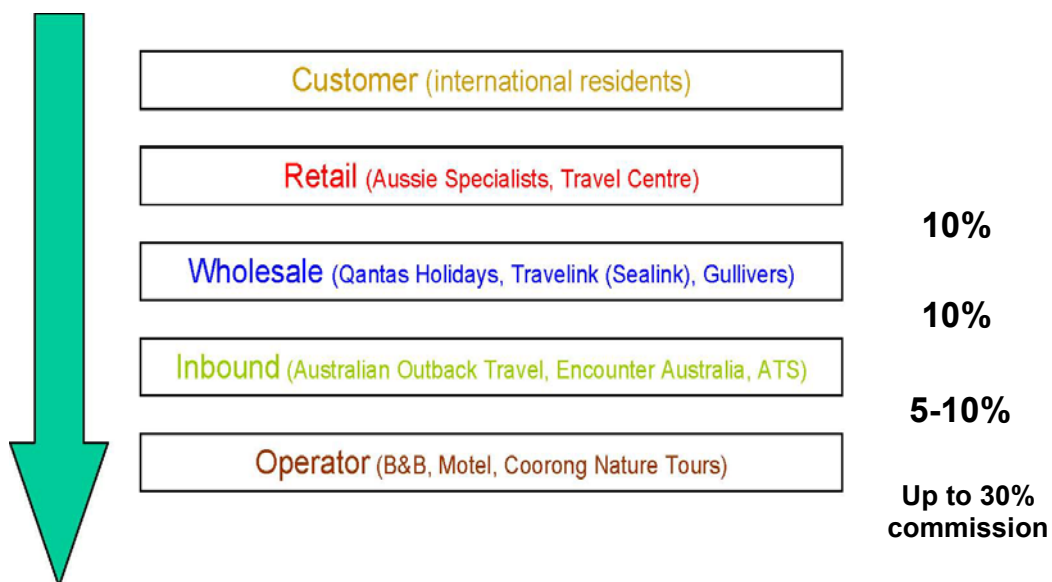 Customer (international residents)
Retail (Aussie Specialists, Travel Centre)
10%
Wholesale (Qantas Holidays, Travelink (Sealink), Gullivers)
10%
Inbound (Australian Outback Travel, Encounter Australia, ATS)
5-10%
Operator (B&B, Motel, Coorong Nature Tours)
Up to 30%
commission